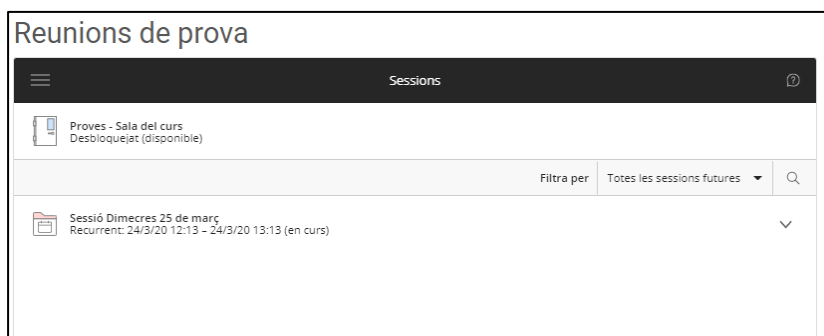 Reunions de prova
Sessions
Proves - Sala del curs
Desbloquejat (disponible)
Filtra per Totes les sessions futures
Sessió Dimecres 25 de març
Recurrent: 24/3/20 12:13 – 24/3/20 13:13 (en curs)